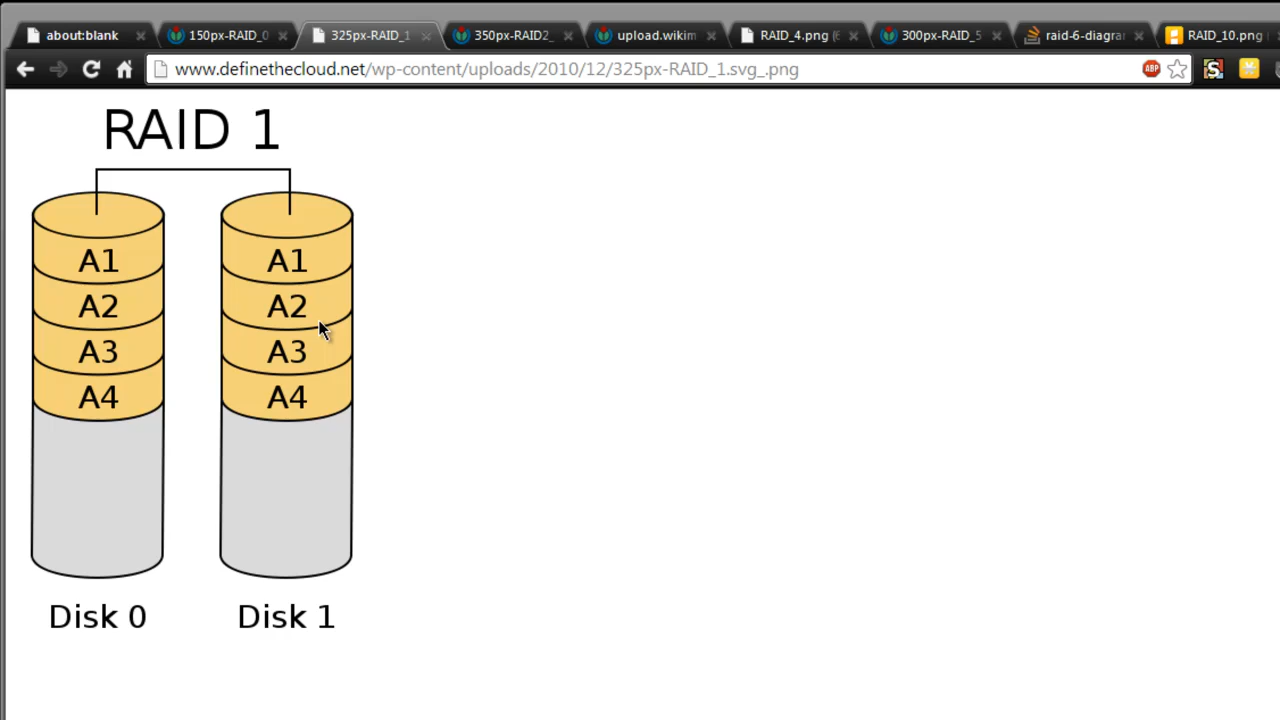 about:blank
150px-RAID_0
325px-RAID_1
350px-RAID2_
upload.wikim
RAID_4.png (6
300px-RAID_5
raid-6-diagra
RAID_10.png
www.definethecloud.net/wp-content/uploads/2010/12/325px-RAID_1.svg_.png
ABP
S
RAID 1
A1 A1
A2 A2
A3 A3
A4 A4
Disk 0 Disk 1